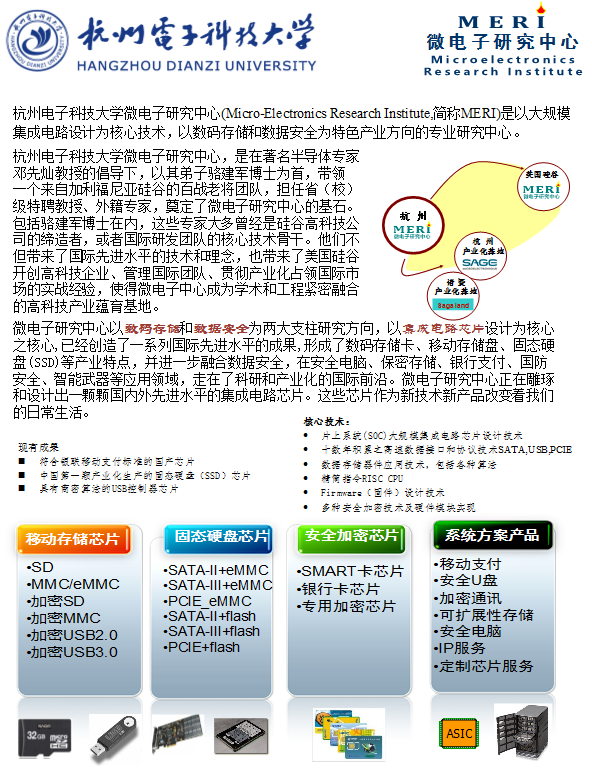 杭州电子科技大学
HANGZHOU DIANZI UNIVERSITY
MERI
微电子研究中心
Microelectronics
Research Institute
杭州电子科技大学微电子研究中心(Micro-Electronics Research Institute,简称MERI)是以大规模
集成电路设计为核心技术，以数码存储和数据安全为特色产业方向的专业研究中心。
杭州电子科技大学微电子研究中心，是在著名半导体专家
邓先灿教授的倡导下，以其弟子骆建军博士为首，带领
一个来自加利福尼亚硅谷的百战老将团队，担任省（校）
级特聘教授、外籍专家，奠定了微电子研究中心的基石。
包括骆建军博士在内，这些专家大多曾经是硅谷高科技公
司的缔造者，或者国际研发团队的核心技术骨干。他们不
但带来了国际先进水平的技术和理念，也带来了美国硅谷
开创高科技企业、管理国际团队、贯彻产业化占领国际市
场的实战经验，使得微电子中心成为学术和工程紧密融合
的高科技产业蕴育基地。
美国硅谷
MERI
微电子研究中心
杭州
MERI
微电子研究中心
杭州
产业化基地
SAGE
诸暨
产业化基地
Sageland
微电子研究中心以数码存储和数据安全为两大支柱研究方向，以集成电路芯片设计为核心
之核心,已经创造了一系列国际先进水平的成果,形成了数码存储卡、移动存储盘、固态硬
盘(SSD)等产业特点，并进一步融合数据安全，在安全电脑、保密存储、银行支付、国防
安全、智能武器等应用领域，走在了科研和产业化的国际前沿。微电子研究中心正在雕琢
和设计出一颗颗国内外先进水平的集成电路芯片。这些芯片作为新技术新产品改变着我们
的日常生活。
现有成果
■ 符合银联移动支付标准的国产芯片
■ 中国第一颗产业化生产的固态硬盘（SSD）芯片
■ 具有商密算法的USB控制器芯片
核心技术：
• 片上系统(SOC)大规模集成电路芯片设计技术
• 十数年积累之高速数据接口和协议技术SATA,USB,PCIE
• 数据存储器件应用技术，包括各种算法
• 精简指令RISC CPU
• Firmware（固件）设计技术
• 多种安全加密技术及硬件模块实现
移动存储芯片
•SD
•MMC/eMMC
•加密SD
•加密MMC
•加密USB2.0
•加密USB3.0
固态硬盘芯片
•SATA-II+eMMC
•SATA-III+eMMC
•PCIE_eMMC
•SATA-II+flash
•SATA-III+flash
•PCIE+flash
安全加密芯片
•SMART卡芯片
•银行卡芯片
•专用加密芯片
系统方案产品
•移动支付
•安全U盘
•加密通讯
•可扩展性存储
•安全电脑
•IP服务
•定制芯片服务
32GB
micro
ASIC